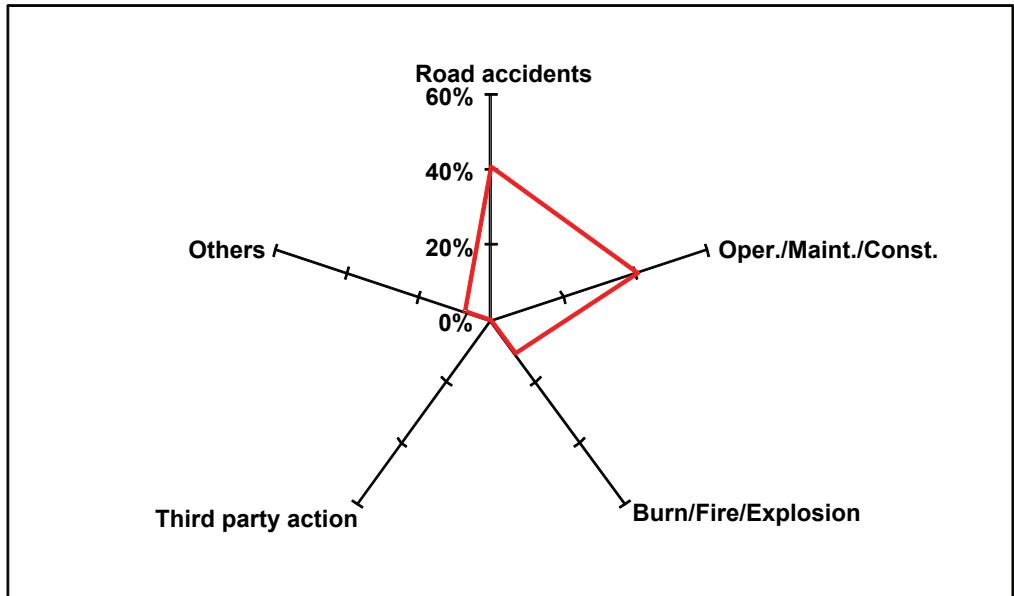 Road accidents
60%
40%
20%
0%
Others
Oper./Maint./Const.
Third party action
Burn/Fire/Explosion